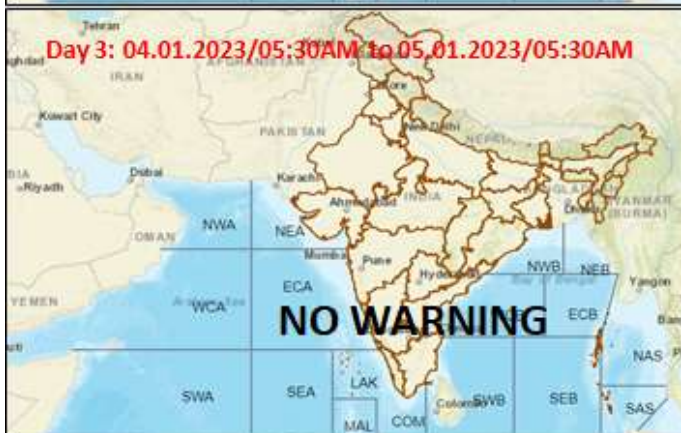 Tehran
Day 3: 04.01.2023/05:30AM to 05.01.2023/05:30AM
IRAN
Kuwait City
PAKISTAN
New Delhi
NEPAL
Riyadh
Dubai
Karachi
Ahmedabad
INDIA
MYANMAR
(BURMA)
OMAN
NWA
NEA
Mumbai
Pune
Hyderabad
NWB
NEB
Yangon
YEMEN
WCA
ECA
NO WARNING
ECB
NAS
SWA
SEA
LAK
SWB
SEB
SAS
MAL
COM